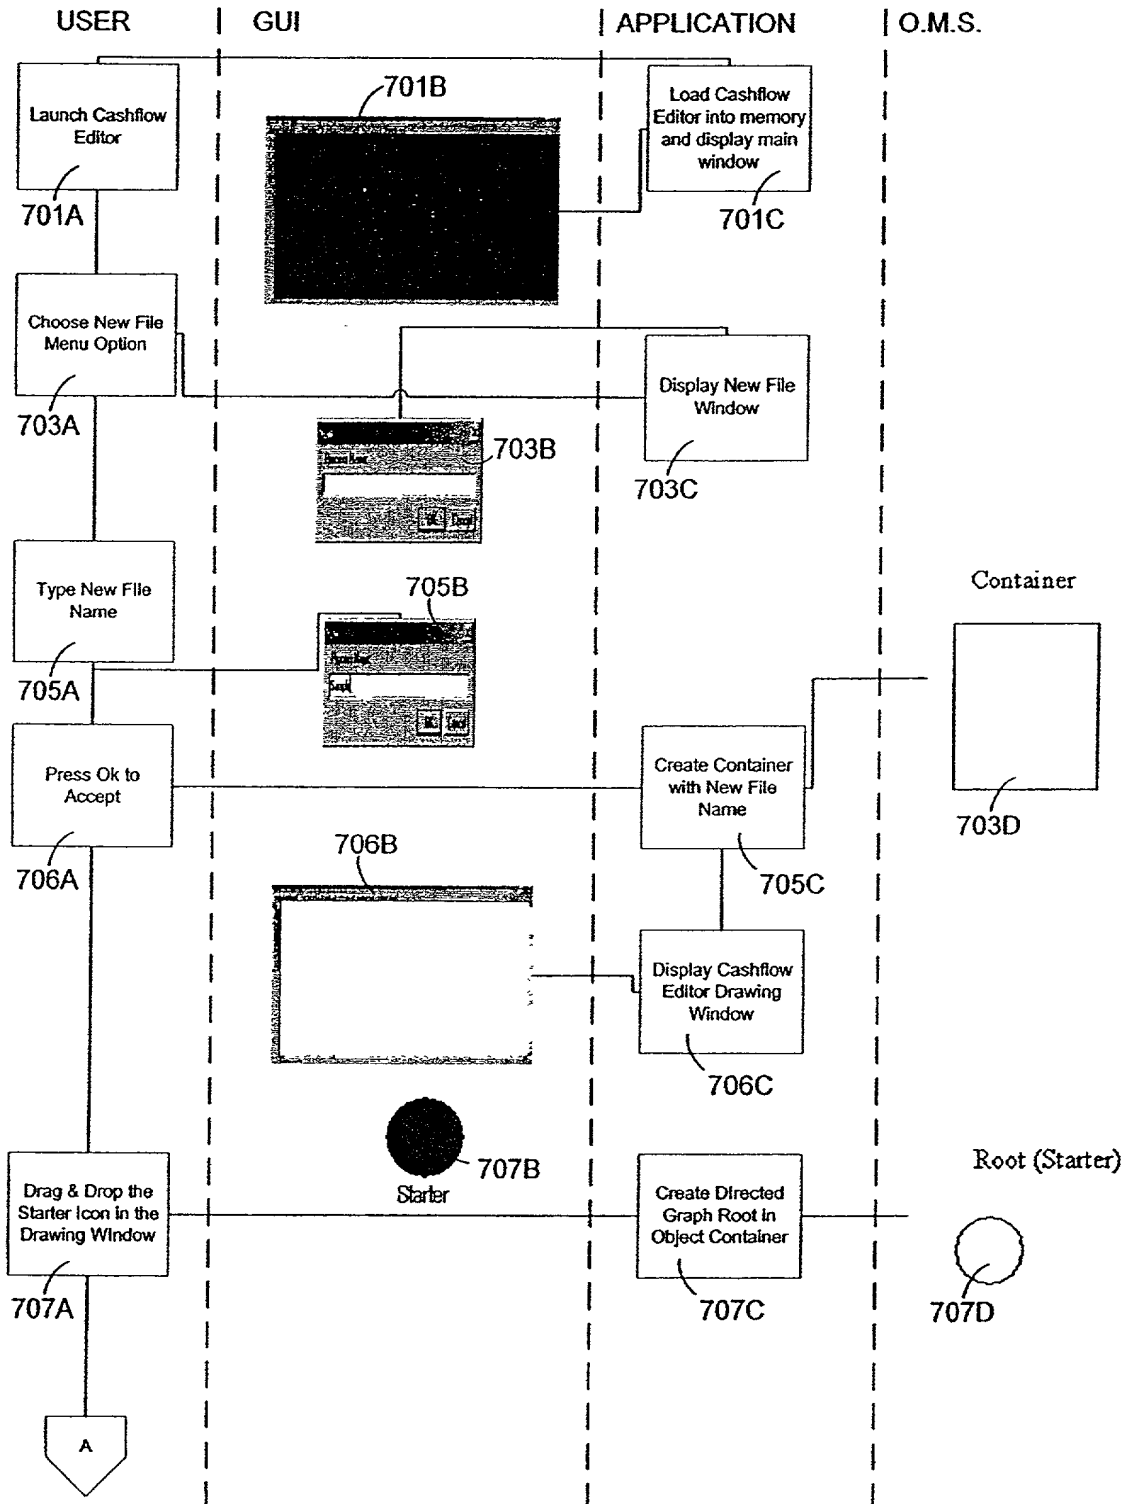 USER
GUI
APPLICATION
O.M.S.
Launch Cashflow
Editor
701A
701B
Load Cashflow
Editor into memory
and display main
window
701C
Choose New File
Menu Option
703A
703B
OK
Display New File
Window
703C
Type New File
Name
705A
705B
OK
Container
703D
Press Ok to
Accept
706A
Create Container
with New File
Name
705C
706B
Display Cashflow
Editor Drawing
Window
706C
Drag & Drop the
Starter Icon in the
Drawing Window
707A
707B
Starter
Create Directed
Graph Root in
Object Container
707C
Root (Starter)
707D
A